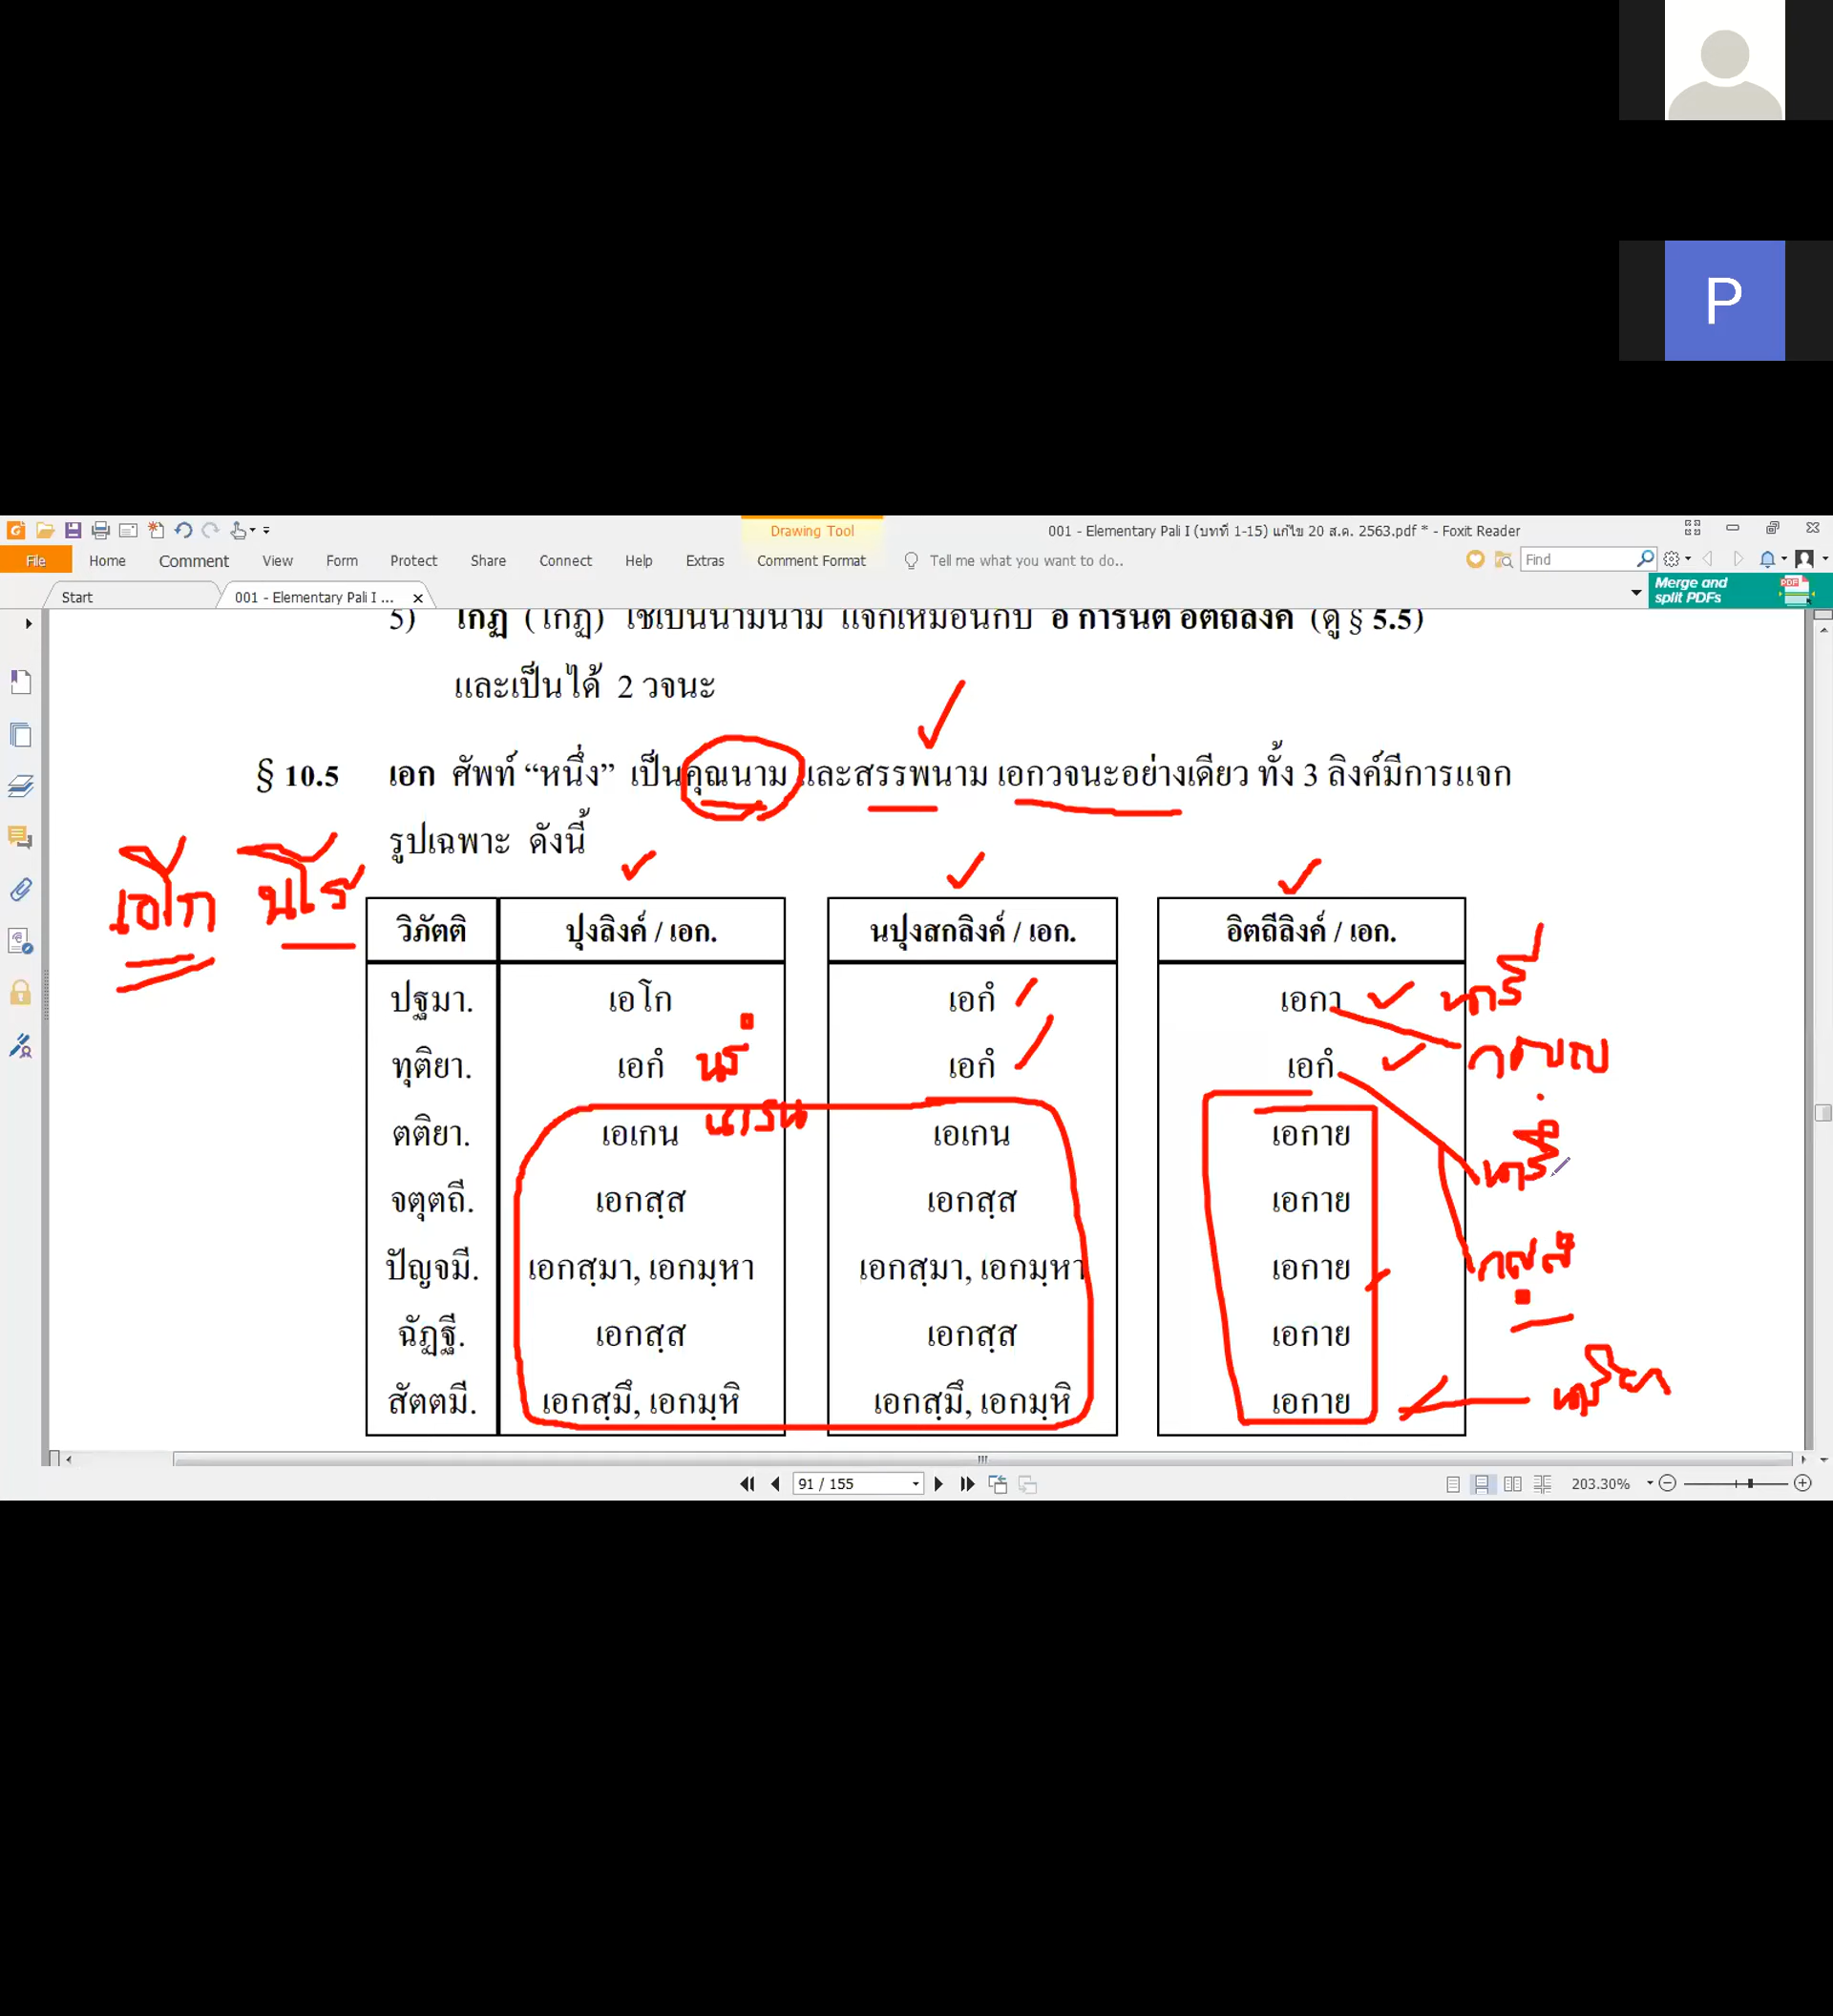 P
Drawing Tool
001 - Elementary Pali I (บทที่ 1-15) แก้ไข 20 ส.ค. 2563.pdf * - Foxit Reader
File Home Comment View Form Protect Share Connect Help Extras Comment Format Tell me what you want to do.. Find
Start 001 - Elementary Pali I ... Merge and split PDFs
5) โกฏิ (โกฏิ) ใช้เป็นนามนาม แจกเหมือนกับ อิ การันต์ อิตถีลิงค์ (ดู § 5.5)
และเป็นได้ 2 วจนะ
§ 10.5 เอก ศัพท์ “หนึ่ง” เป็นคุณนาม และสรรพนาม เอกวจนะอย่างเดียว ทั้ง 3 ลิงค์มีการแจก
รูปเฉพาะ ดังนี้
เอโก
วิภัตติ ปุงลิงค์ / เอก. นปุงสกลิงค์ / เอก. อิตถีลิงค์ / เอก.
ปฐมา. เอโก เอกํ เอกา
ทุติยา. เอกํ เอกํ เอกํ
ตติยา. เอเกน เอเกน เอกาย
จตุตถี. เอกสฺส เอกสฺส เอกาย
ปัญจมี. เอกสฺมา, เอกมฺหา เอกสฺมา, เอกมฺหา เอกาย
ฉัฏฐี. เอกสฺส เอกสฺส เอกาย
สัตตมี. เอกสฺมึ, เอกมฺหิ เอกสฺมึ, เอกมฺหิ เอกาย
91 / 155 203.30%